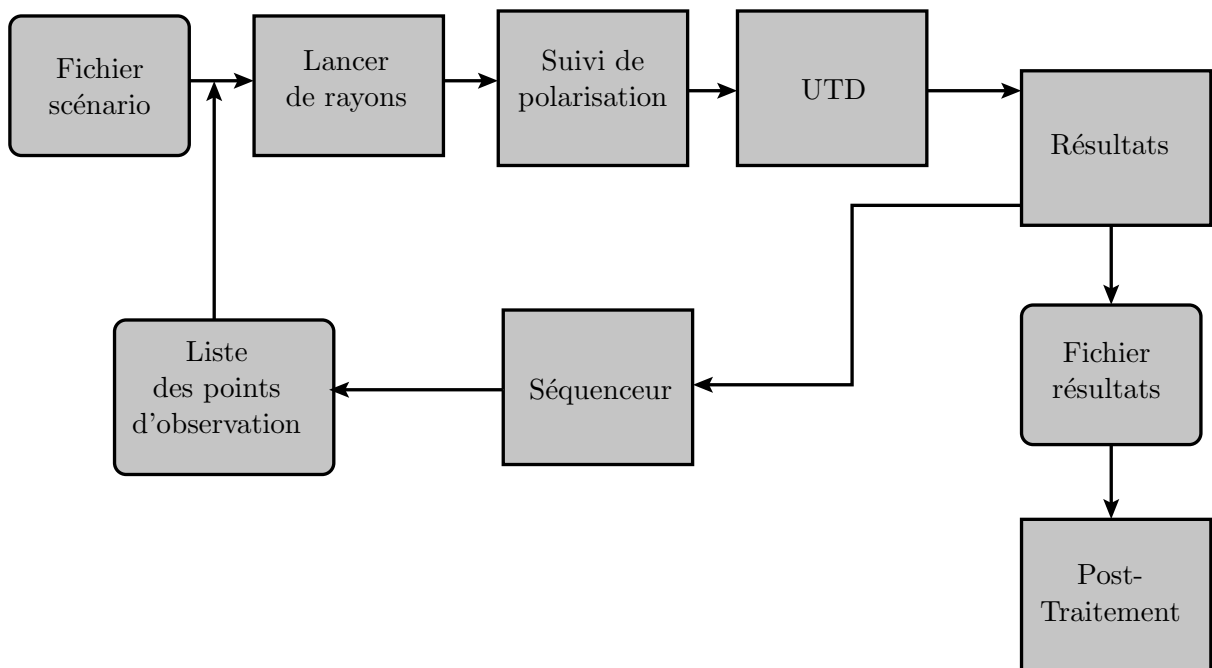 Fichier
scénario
Lancer
de rayons
Suivi de
polarisation
UTD
Résultats
Liste
des points
d'observation
Séquenceur
Fichier
résultats
Post-
Traitement